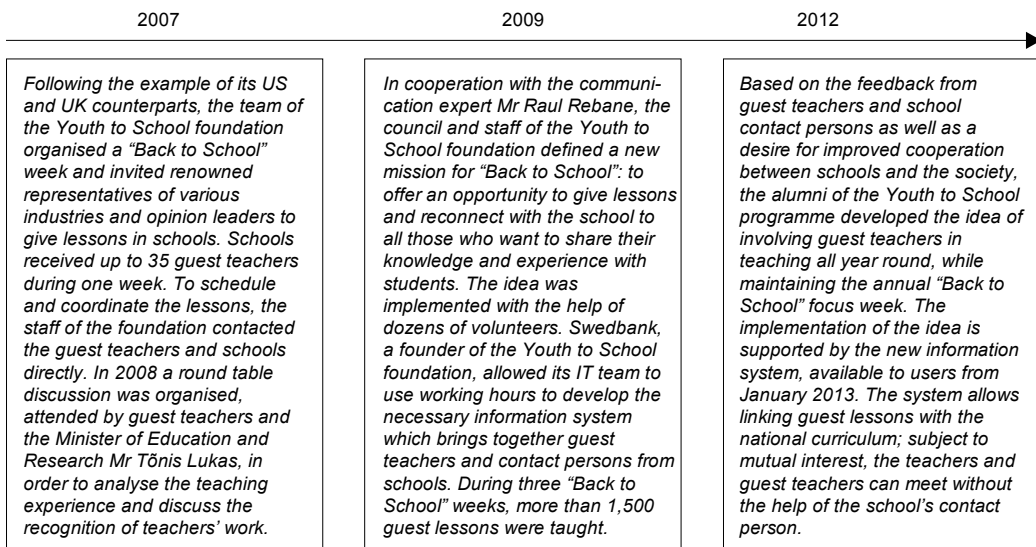 2007
2009
2012
Following the example of its US
and UK counterparts, the team of
the Youth to School foundation
organised a “Back to School”
week and invited renowned
representatives of various
industries and opinion leaders to
give lessons in schools. Schools
received up to 35 guest teachers
during one week. To schedule
and coordinate the lessons, the
staff of the foundation contacted
the guest teachers and schools
directly. In 2008 a round table
discussion was organised,
attended by guest teachers and
the Minister of Education and
Research Mr Tõnis Lukas, in
order to analyse the teaching
experience and discuss the
recognition of teachers’ work.
In cooperation with the communi-
cation expert Mr Raul Rebane, the
council and staff of the Youth to
School foundation defined a new
mission for “Back to School”: to
offer an opportunity to give lessons
and reconnect with the school to
all those who want to share their
knowledge and experience with
students. The idea was
implemented with the help of
dozens of volunteers. Swedbank,
a founder of the Youth to School
foundation, allowed its IT team to
use working hours to develop the
necessary information system
which brings together guest
teachers and contact persons from
schools. During three “Back to
School” weeks, more than 1,500
guest lessons were taught.
Based on the feedback from
guest teachers and school
contact persons as well as a
desire for improved cooperation
between schools and the society,
the alumni of the Youth to School
programme developed the idea of
involving guest teachers in
teaching all year round, while
maintaining the annual “Back to
School” focus week. The
implementation of the idea is
supported by the new information
system, available to users from
January 2013. The system allows
linking guest lessons with the
national curriculum; subject to
mutual interest, the teachers and
guest teachers can meet without
the help of the school’s contact
person.